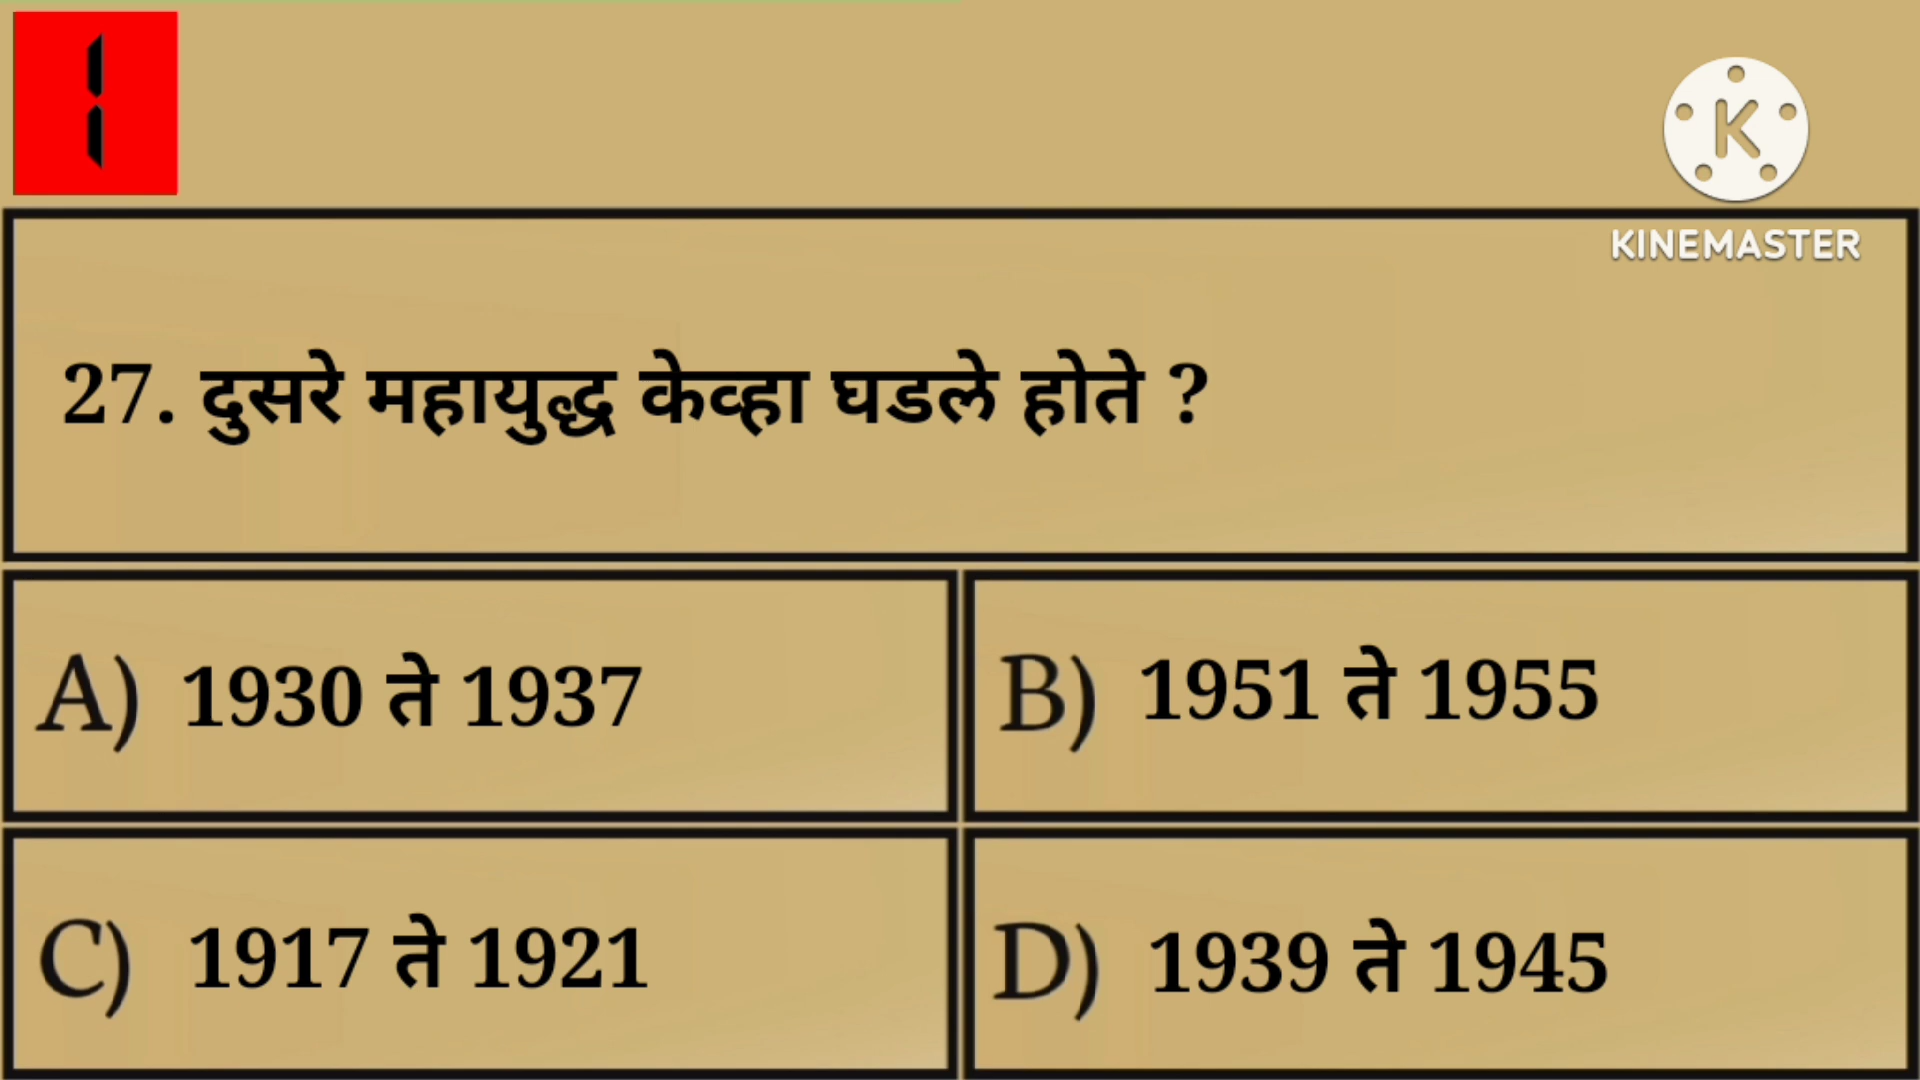 1
K
KINEMASTER
27. दुसरे महायुद्ध केव्हा घडले होते ?
A) 1930 ते 1937
B) 1951 ते 1955
C) 1917 ते 1921
D) 1939 ते 1945